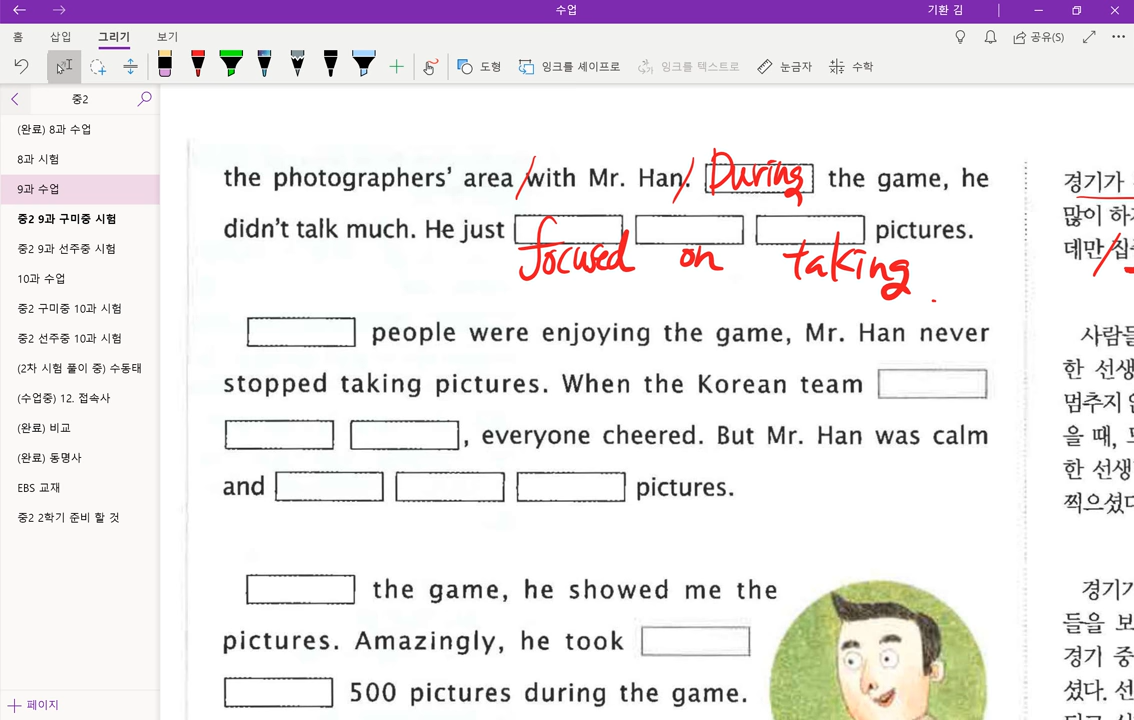 수업
기환 김
홈 삽입 그리기 보기
공유(S)
도형 잉크를 셰이프로 잉크를 텍스트로 눈금자 수학
중2
(완료) 8과 수업
8과 시험
9과 수업
중2 9과 구미중 시험
중2 9과 선주중 시험
10과 수업
중2 구미중 10과 시험
중2 선주중 10과 시험
(2차 시험 풀이 중) 수동태
(수업중) 12. 접속사
(완료) 비교
(완료) 동명사
EBS 교재
중2 2학기 준비 할 것
페이지
the photographers’ area / with Mr. Han. / During the game, he
didn’t talk much. He just focused on taking pictures.
people were enjoying the game, Mr. Han never
stopped taking pictures. When the Korean team
, everyone cheered. But Mr. Han was calm
and pictures.
the game, he showed me the
pictures. Amazingly, he took
500 pictures during the game.
경기가
많이 하
데만
사람들
한 선생
멈추지
을 때,
한 선생
찍으셨다
경기
들을 보
경기 중
셨다. 선